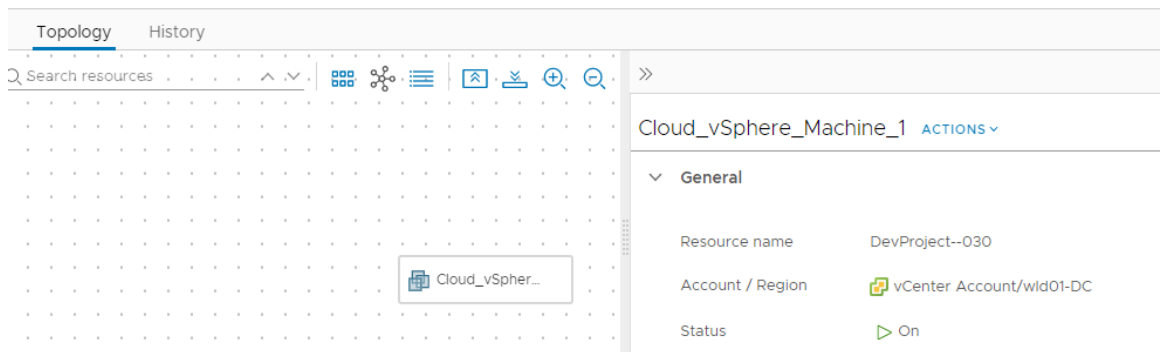 Topology History
Search resources
Cloud_vSphere_Machine_1 ACTIONS
General
Resource name DevProject--030
Cloud_vSpher...
Account / Region vCenter Account/wld01-DC
Status On